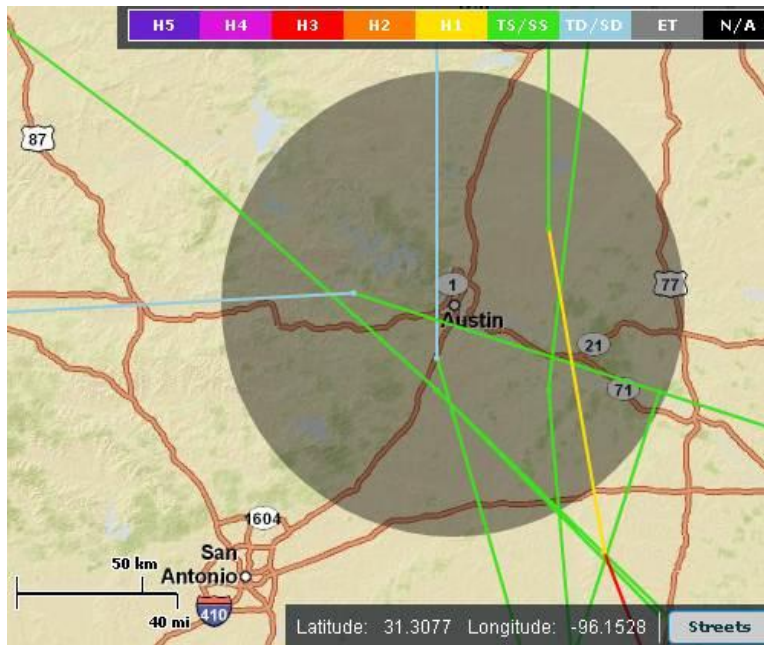 H5 H4 H3 H2 H1 TS/SS TD/SD ET N/A
87
1
77
Austin
21
71
1604
San
Antonio
50 km
40 mi
410
Latitude: 31.3077 Longitude: -96.1528 Streets